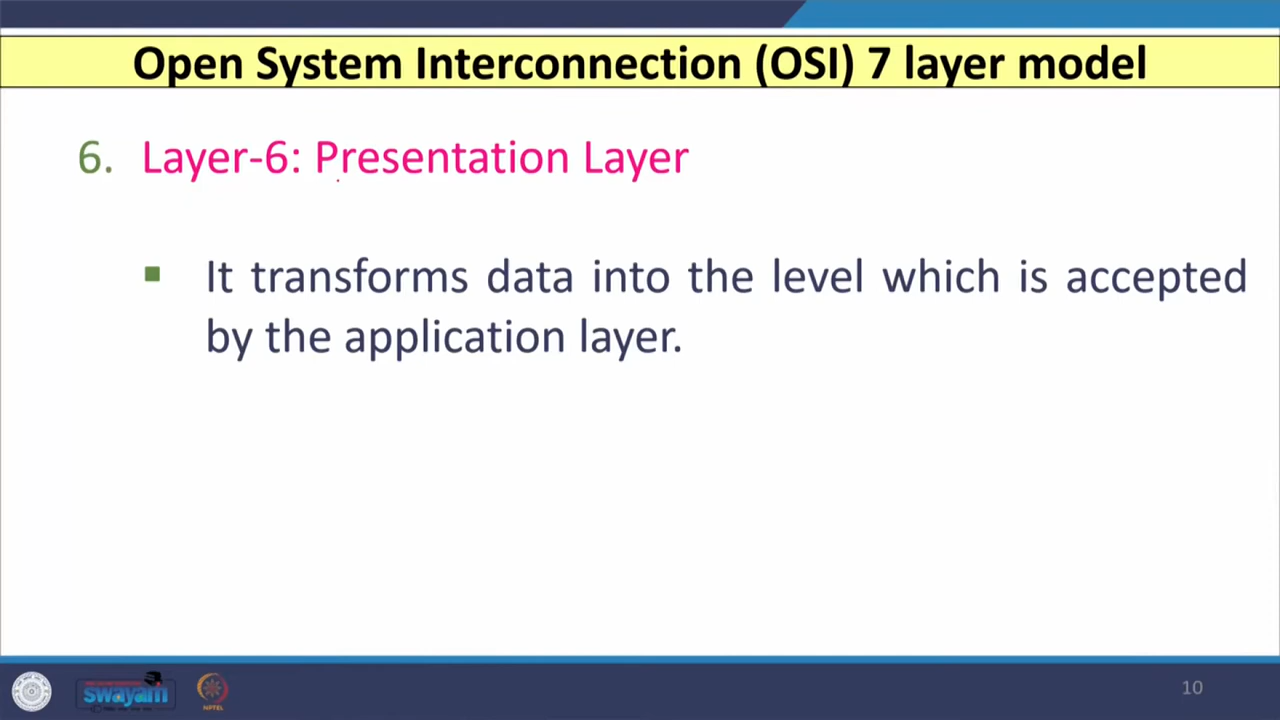 Open System Interconnection (OSI) 7 layer model
6. Layer-6: Presentation Layer
▪ It transforms data into the level which is accepted
by the application layer.
swayam
NPTEL
10